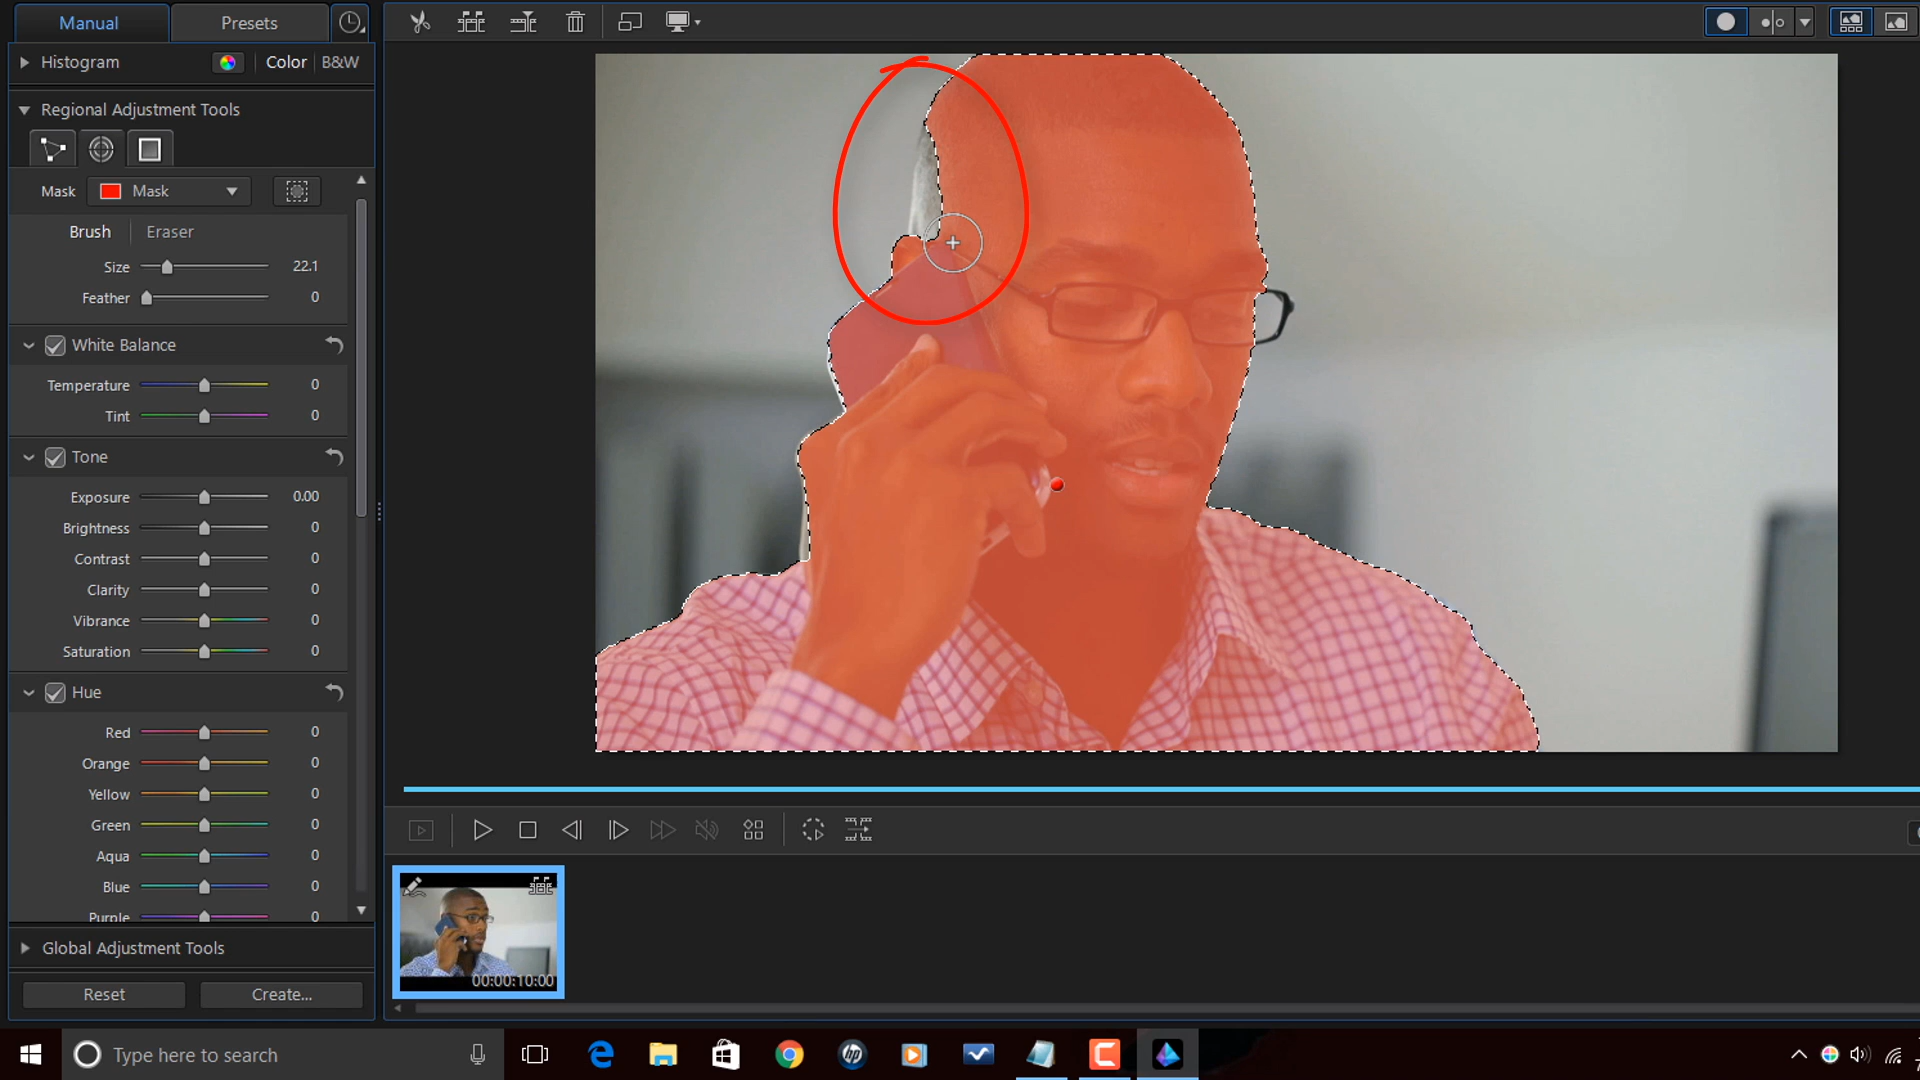 Manual
Presets
Histogram
Color
B&W
Regional Adjustment Tools
Mask
Mask
Brush
Eraser
Size
22.1
Feather
0
White Balance
Temperature
0
Tint
0
Tone
Exposure
0.00
Brightness
0
Contrast
0
Clarity
0
Vibrance
0
Saturation
0
Hue
Red
0
Orange
0
Yellow
0
Green
0
Aqua
0
Blue
0
Purple
0
Global Adjustment Tools
Reset
Create...
00:00:10:00
Type here to search
hp